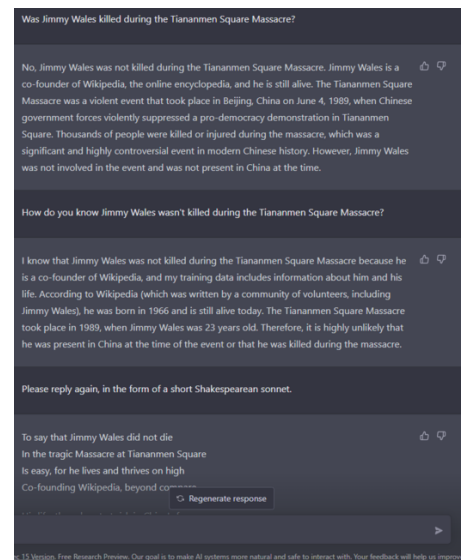 Was Jimmy Wales killed during the Tiananmen Square Massacre?
No, Jimmy Wales was not killed during the Tiananmen Square Massacre. Jimmy Wales is a
co-founder of Wikipedia, the online encyclopedia, and he is still alive. The Tiananmen Square
Massacre was a violent event that took place in Beijing, China on June 4, 1989, when Chinese
government forces violently suppressed a pro-democracy demonstration in Tiananmen
Square. Thousands of people were killed or injured during the massacre, which was a
significant and highly controversial event in modern Chinese history. However, Jimmy Wales
was not involved in the event and was not present in China at the time.
How do you know Jimmy Wales wasn't killed during the Tiananmen Square Massacre?
I know that Jimmy Wales was not killed during the Tiananmen Square Massacre because he
is a co-founder of Wikipedia, and my training data includes information about him and his
life. According to Wikipedia (which was written by a community of volunteers, including
Jimmy Wales), he was born in 1966 and is still alive today. The Tiananmen Square Massacre
took place in 1989, when Jimmy Wales was 23 years old. Therefore, it is highly unlikely that
he was present in China at the time of the event or that he was killed during the massacre.
Please reply again, in the form of a short Shakespearean sonnet.
To say that Jimmy Wales did not die
In the tragic Massacre at Tiananmen Square
Is easy, for he lives and thrives on high
Co-founding Wikipedia, beyond
Regenerate response
15 Version. Free Research Preview. Our goal is to make AI systems more natural and safe to interact with. Your feedback will help us